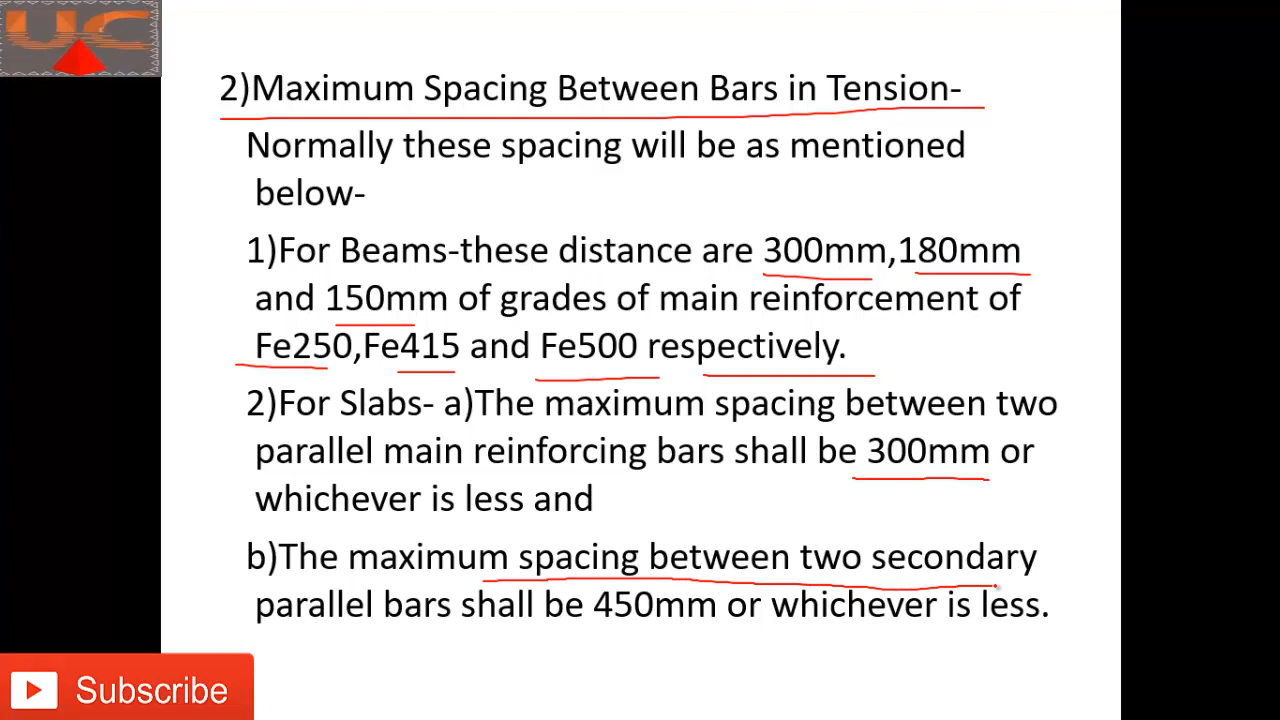 UC
2)Maximum Spacing Between Bars in Tension-
Normally these spacing will be as mentioned
below-
1)For Beams-these distance are 300mm,180mm
and 150mm of grades of main reinforcement of
Fe250,Fe415 and Fe500 respectively.
2)For Slabs- a)The maximum spacing between two
parallel main reinforcing bars shall be 300mm or
whichever is less and
b)The maximum spacing between two secondary
parallel bars shall be 450mm or whichever is less.
Subscribe